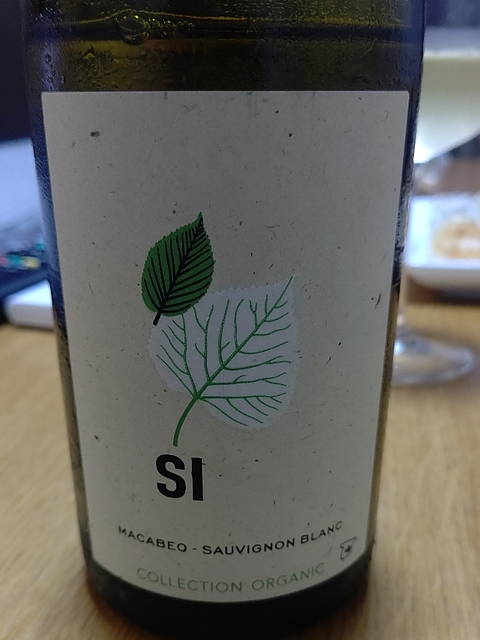 SI
MACABEO - SAUVIGNON BLANC
COLLECTION ORGANIC